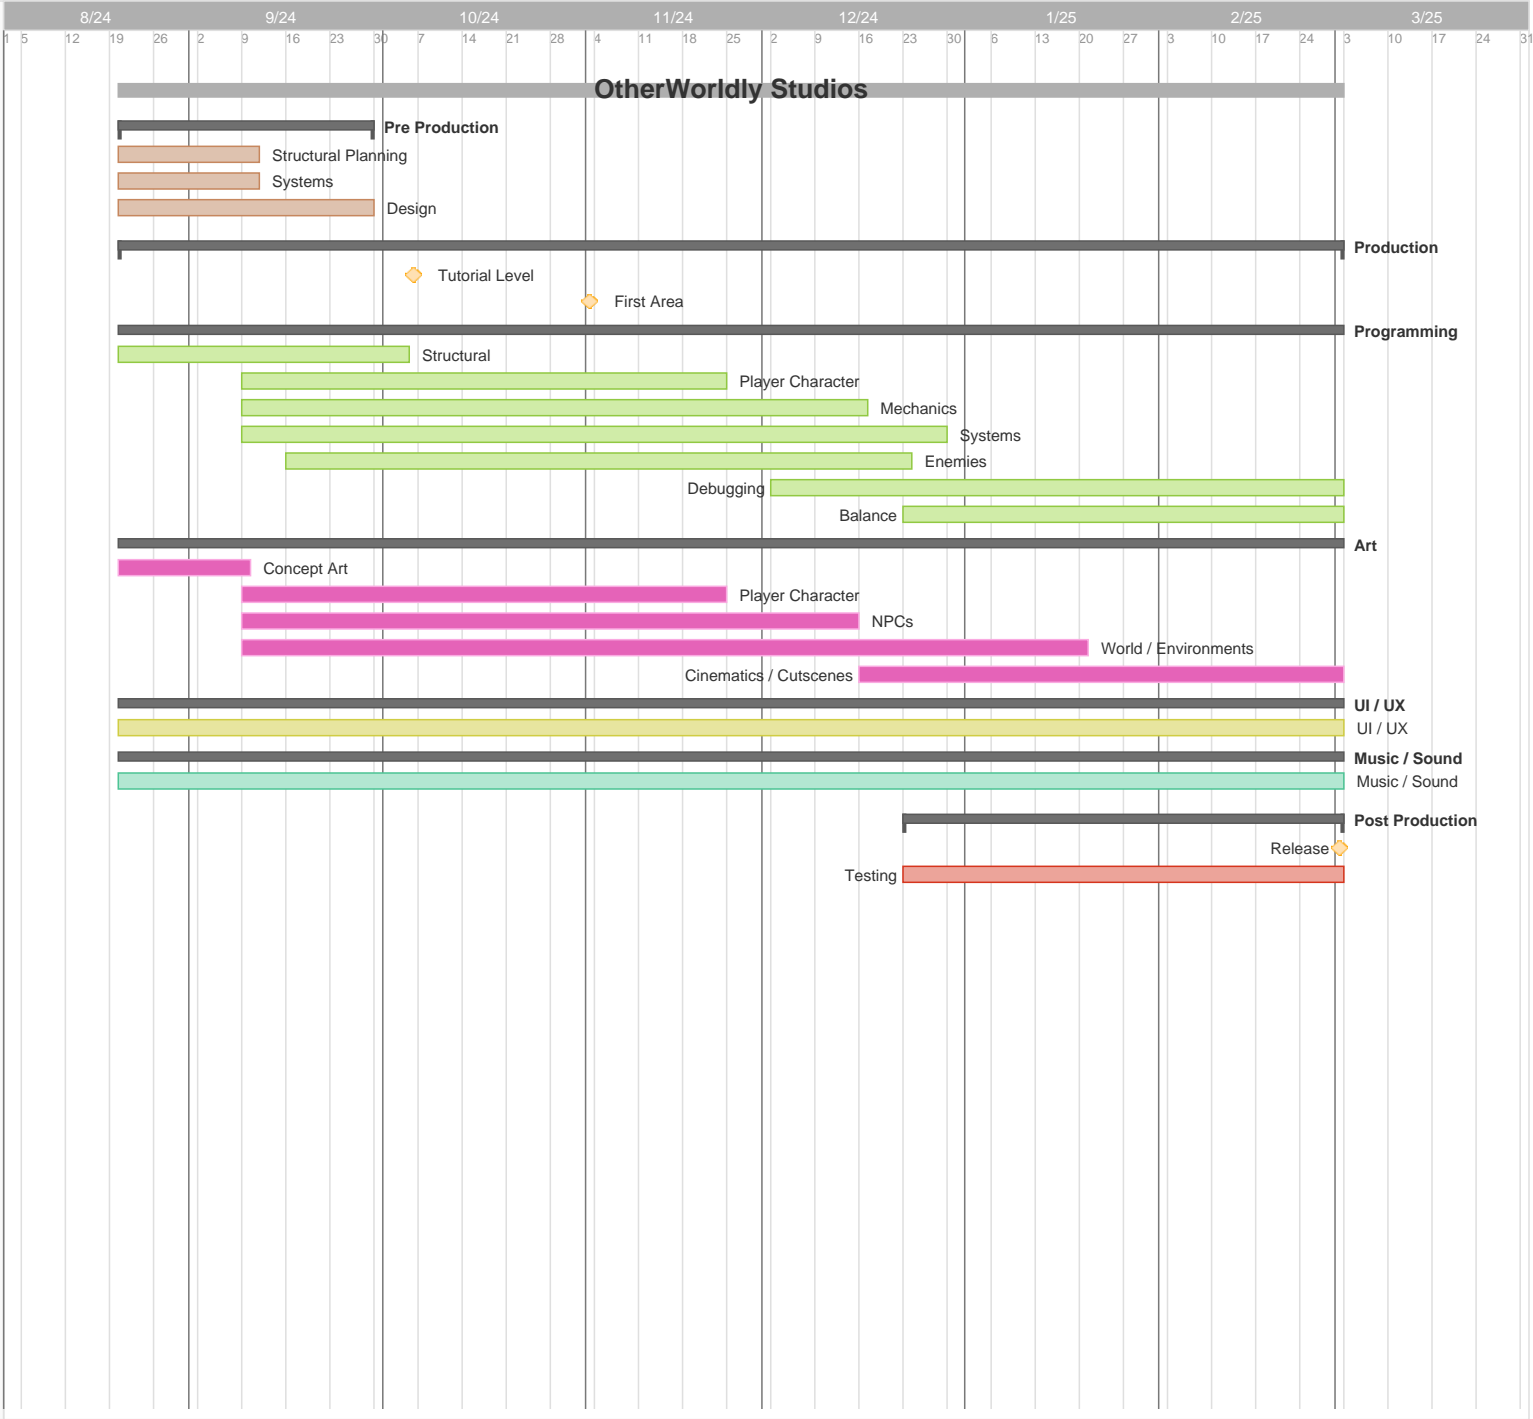 8/24 9/24 10/24 11/24 12/24 1/25 2/25 3/25
1 5 12 19 26 2 9 16 23 30 7 14 21 28 4 11 18 25 2 9 16 23 30 6 13 20 27 3 10 17 24 3 10 17 24 31
OtherWorldly Studios
Pre Production
Structural Planning
Systems
Design
Production
Tutorial Level
First Area
Programming
Structural
Player Character
Mechanics
Systems
Enemies
Debugging
Balance
Art
Concept Art
Player Character
NPCs
World / Environments
Cinematics / Cutscenes
UI / UX
UI / UX
Music / Sound
Music / Sound
Post Production
Release
Testing